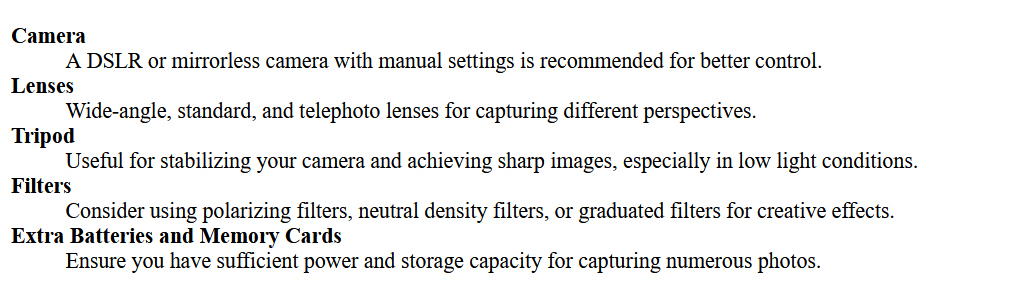 Camera
A DSLR or mirrorless camera with manual settings is recommended for better control.
Lenses
Wide-angle, standard, and telephoto lenses for capturing different perspectives.
Tripod
Useful for stabilizing your camera and achieving sharp images, especially in low light conditions.
Filters
Consider using polarizing filters, neutral density filters, or graduated filters for creative effects.
Extra Batteries and Memory Cards
Ensure you have sufficient power and storage capacity for capturing numerous photos.